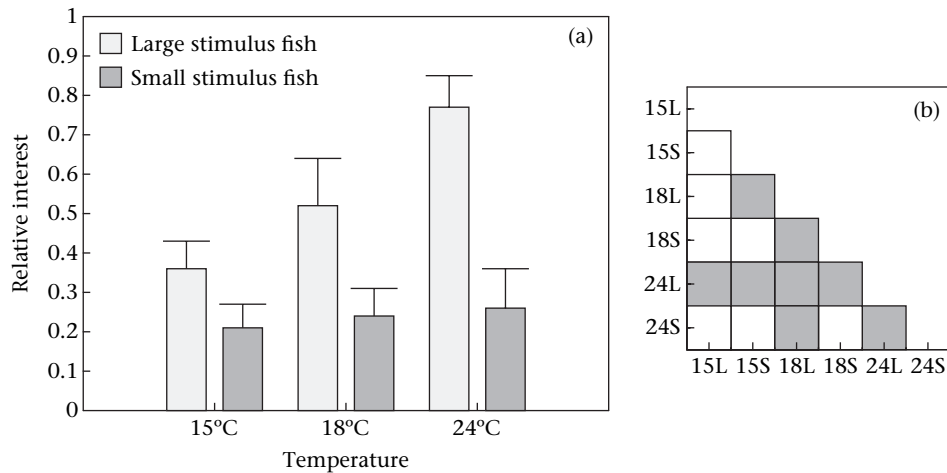 1
0.9
0.8
0.7
0.6
0.5
0.4
0.3
0.2
0.1
0
Relative interest
Large stimulus fish
Small stimulus fish
(a)
15ºC 18ºC 24ºC
Temperature
(b)
15L
15S
18L
18S
24L
24S
15L 15S 18L 18S 24L 24S